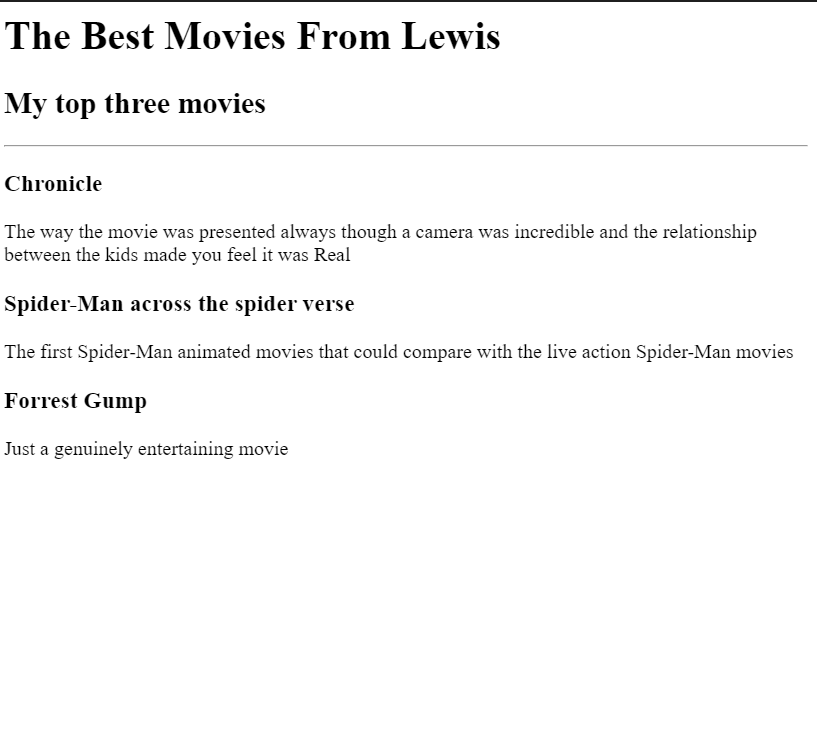 The Best Movies From Lewis
My top three movies
Chronicle
The way the movie was presented always though a camera was incredible and the relationship
between the kids made you feel it was Real
Spider-Man across the spider verse
The first Spider-Man animated movies that could compare with the live action Spider-Man movies
Forrest Gump
Just a genuinely entertaining movie